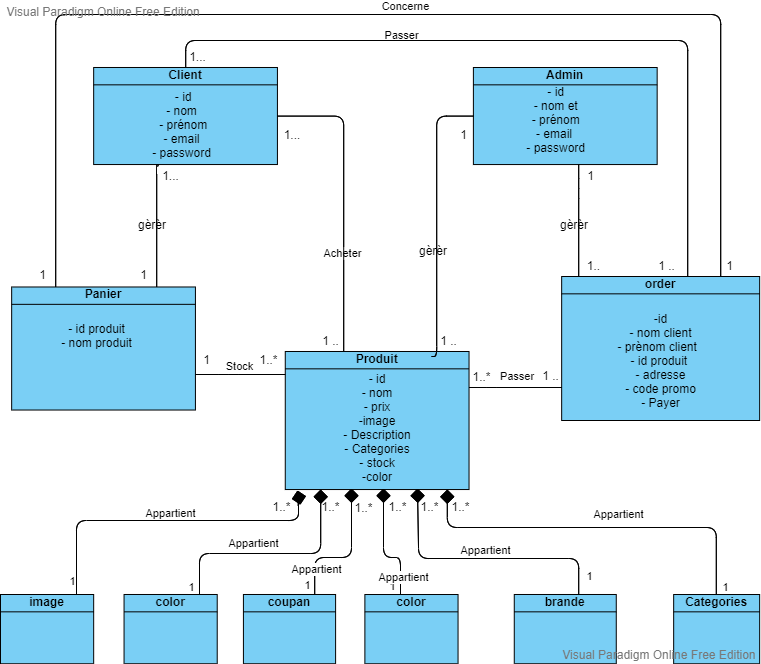 Visual Paradigm Online Free Edition
Concerne
Passer
1...
Client
- id
- nom
- prénom
- email
- password
Admin
- id
- nom et
- prénom
- email
- password
1...
1
1...
1
gèrèr
Acheter
gèrèr
gèrèr
1
1
1 ..
1 ..
1..
1 ..
1
Panier
- id produit
- nom produit
order
-id
- nom client
- prènom client
- id produit
- adresse
- code promo
- Payer
1
Stock
1..*
Produit
- id
- nom
- prix
-image
- Description
- Categories
- stock
-color
1..*
Passer
1 ..
1..*
1..*
1..*
1..*
1..*
1..*
Appartient
Appartient
Appartient
Appartient
Appartient
Appartient
1
1
1
1
1
1
image
color
coupan
color
brande
Categories
Visual Paradigm Online Free Edition